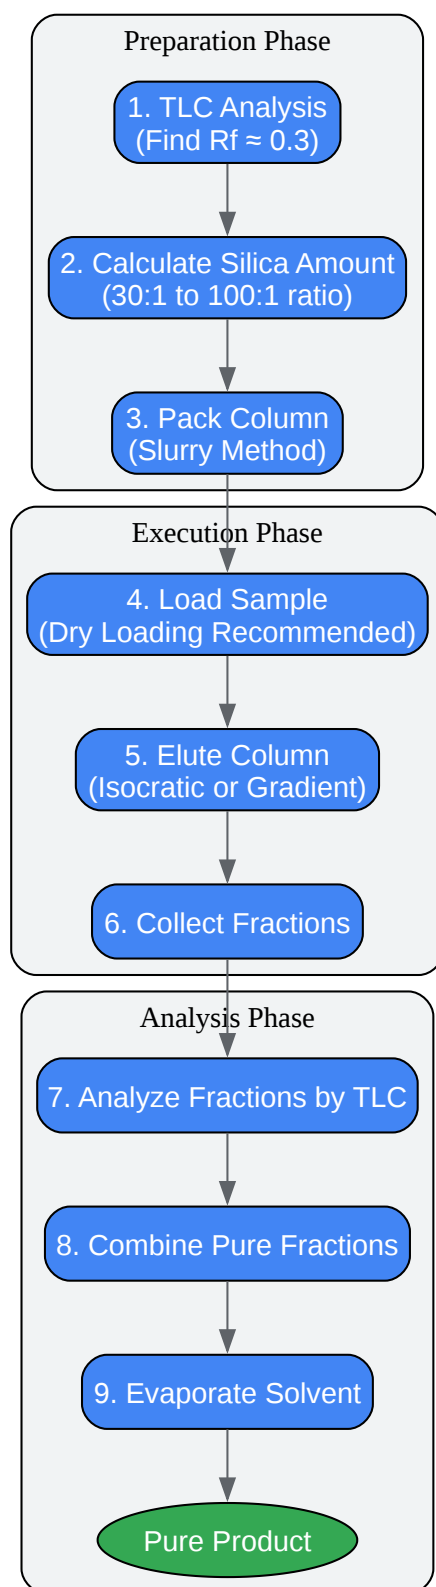 Preparation Phase
1. TLC Analysis
(Find Rf ≈ 0.3)
2. Calculate Silica Amount
(30:1 to 100:1 ratio)
3. Pack Column
(Slurry Method)
Execution Phase
4. Load Sample
(Dry Loading Recommended)
5. Elute Column
(Isocratic or Gradient)
6. Collect Fractions
Analysis Phase
7. Analyze Fractions by TLC
8. Combine Pure Fractions
9. Evaporate Solvent
Pure Product